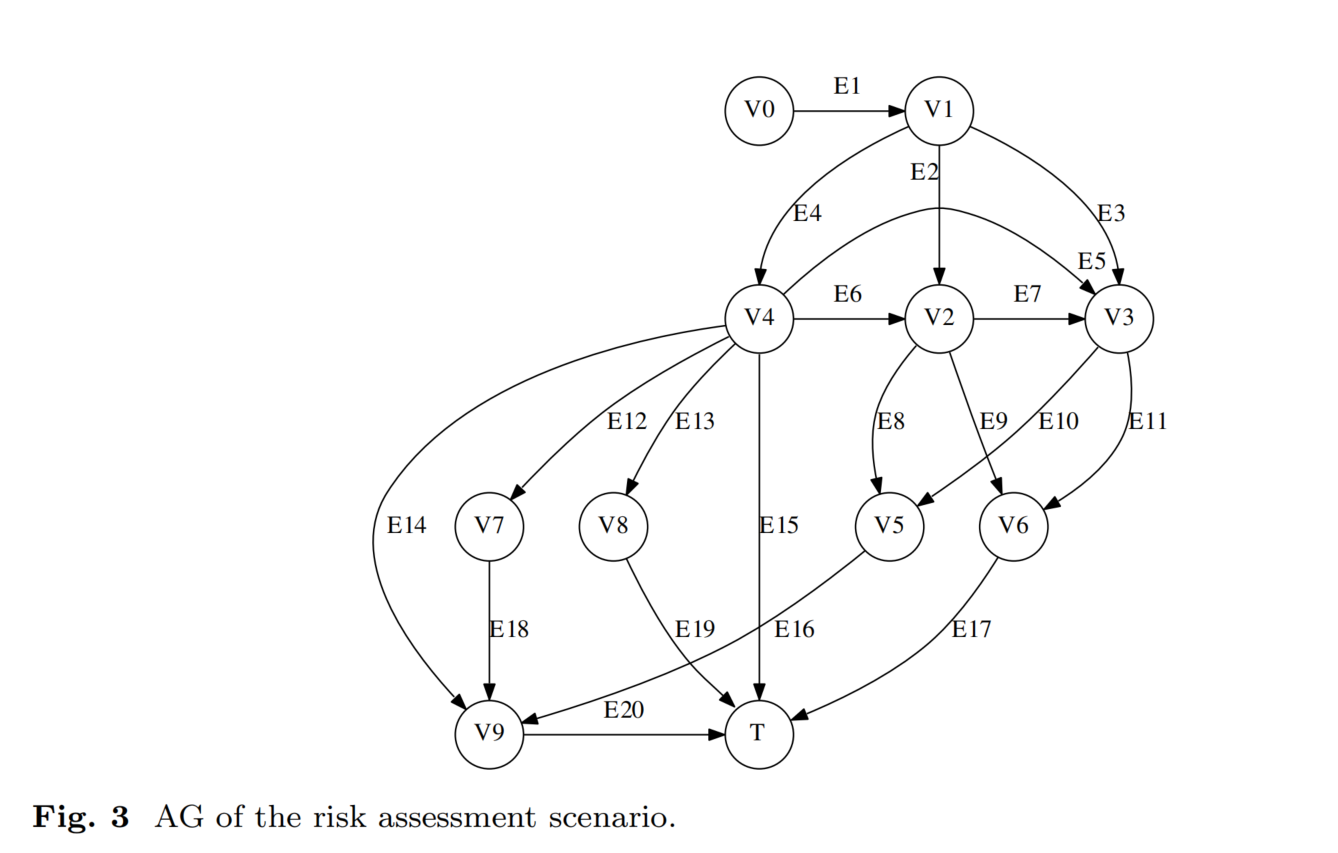 E1
V0
V1
E2
E4
E3
E5
E6
E7
V4
V2
V3
E12
E13
E8
E9
E10
E11
E14
V7
V8
E15
V5
V6
E18
E19
E16
E17
E20
V9
T
Fig. 3 AG of the risk assessment scenario.